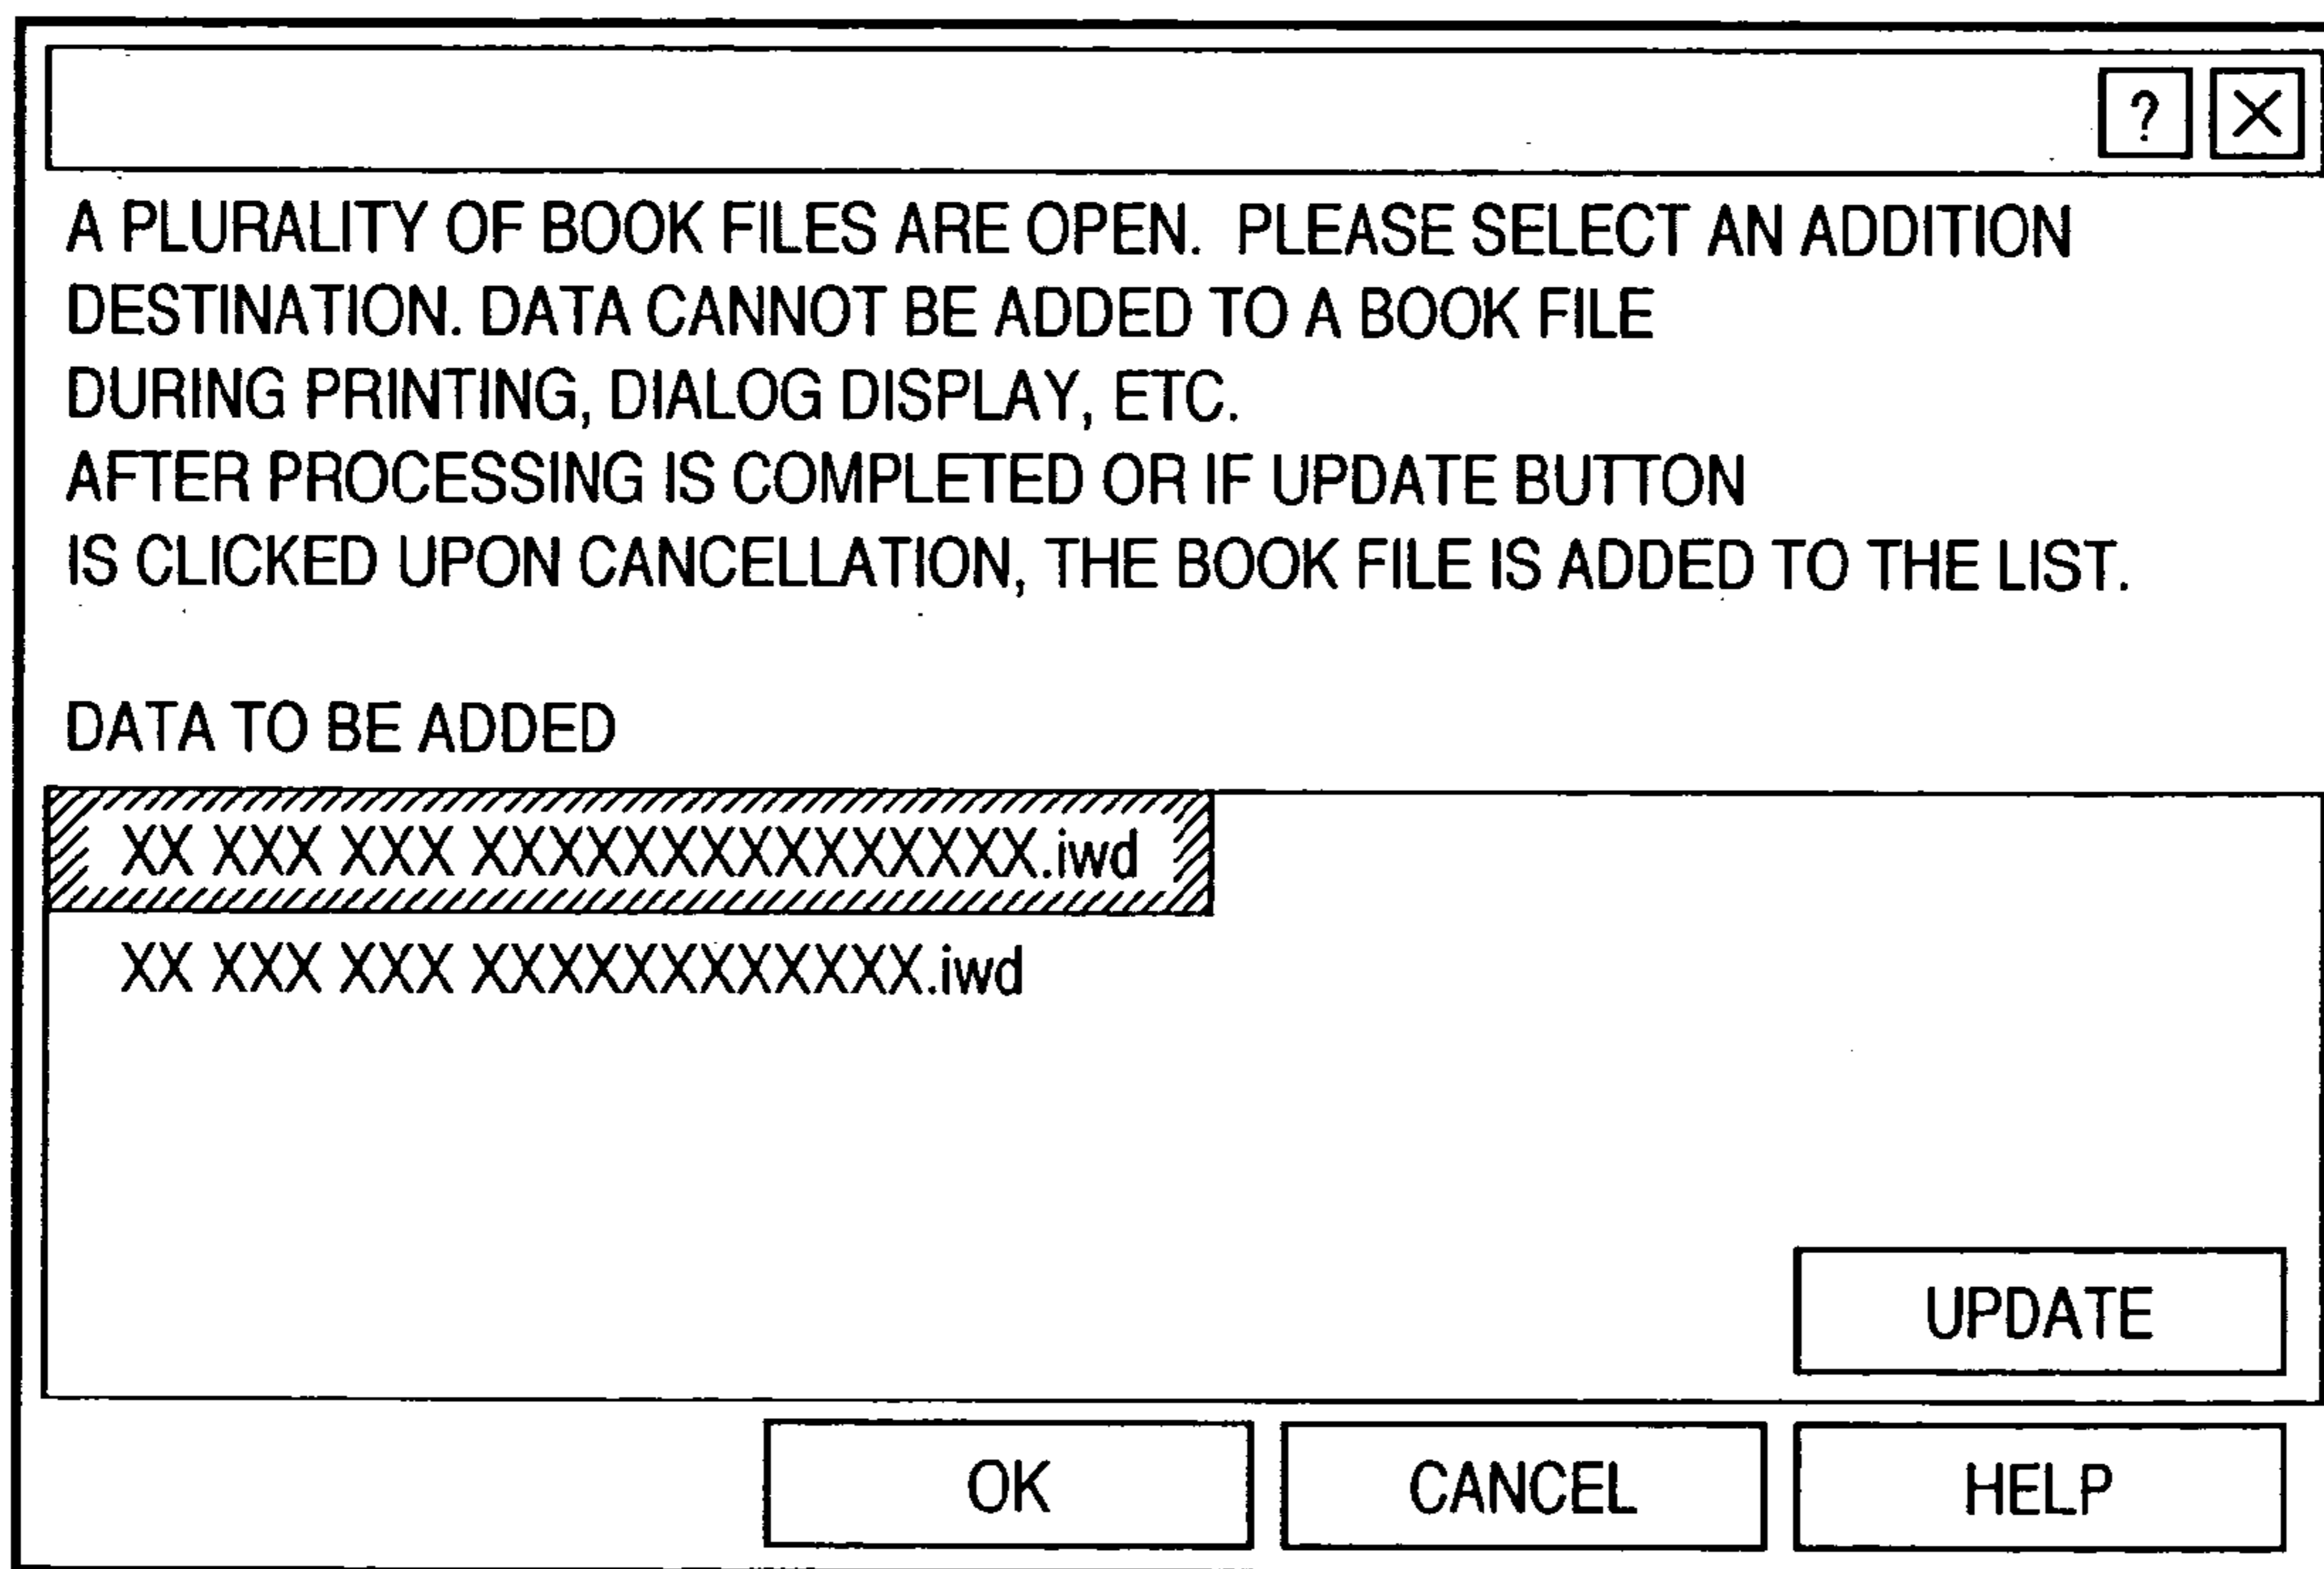 ?
A PLURALITY OF BOOK FILES ARE OPEN. PLEASE SELECT AN ADDITION
DESTINATION. DATA CANNOT BE ADDED TO A BOOK FILE
DURING PRINTING, DIALOG DISPLAY, ETC.
AFTER PROCESSING IS COMPLETED OR IF UPDATE BUTTON
IS CLICKED UPON CANCELLATION, THE BOOK FILE IS ADDED TO THE LIST.
DATA TO BE ADDED
XX XXX XXX XXXXXXXXXXXXXXX.iwd
XX XXX XXX XXXXXXXXXXXX.iwd
UPDATE
OK CANCEL HELP